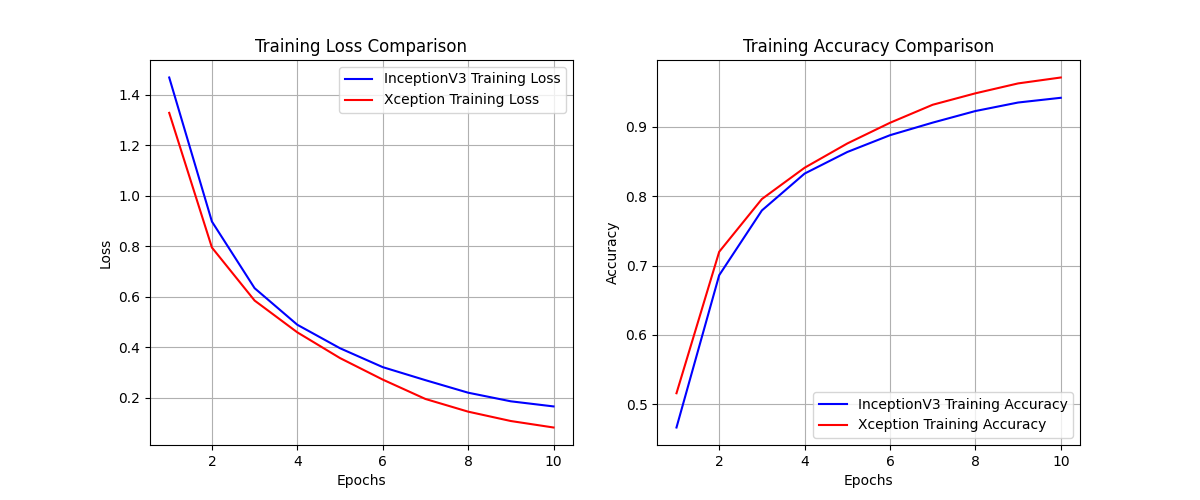 Training Loss Comparison
InceptionV3 Training Loss
Xception Training Loss
1.4
1.2
1.0
0.8
0.6
0.4
0.2
Loss
2 4 6 8 10
Epochs
Training Accuracy Comparison
0.9
0.8
0.7
0.6
0.5
Accuracy
InceptionV3 Training Accuracy
Xception Training Accuracy
2 4 6 8 10
Epochs